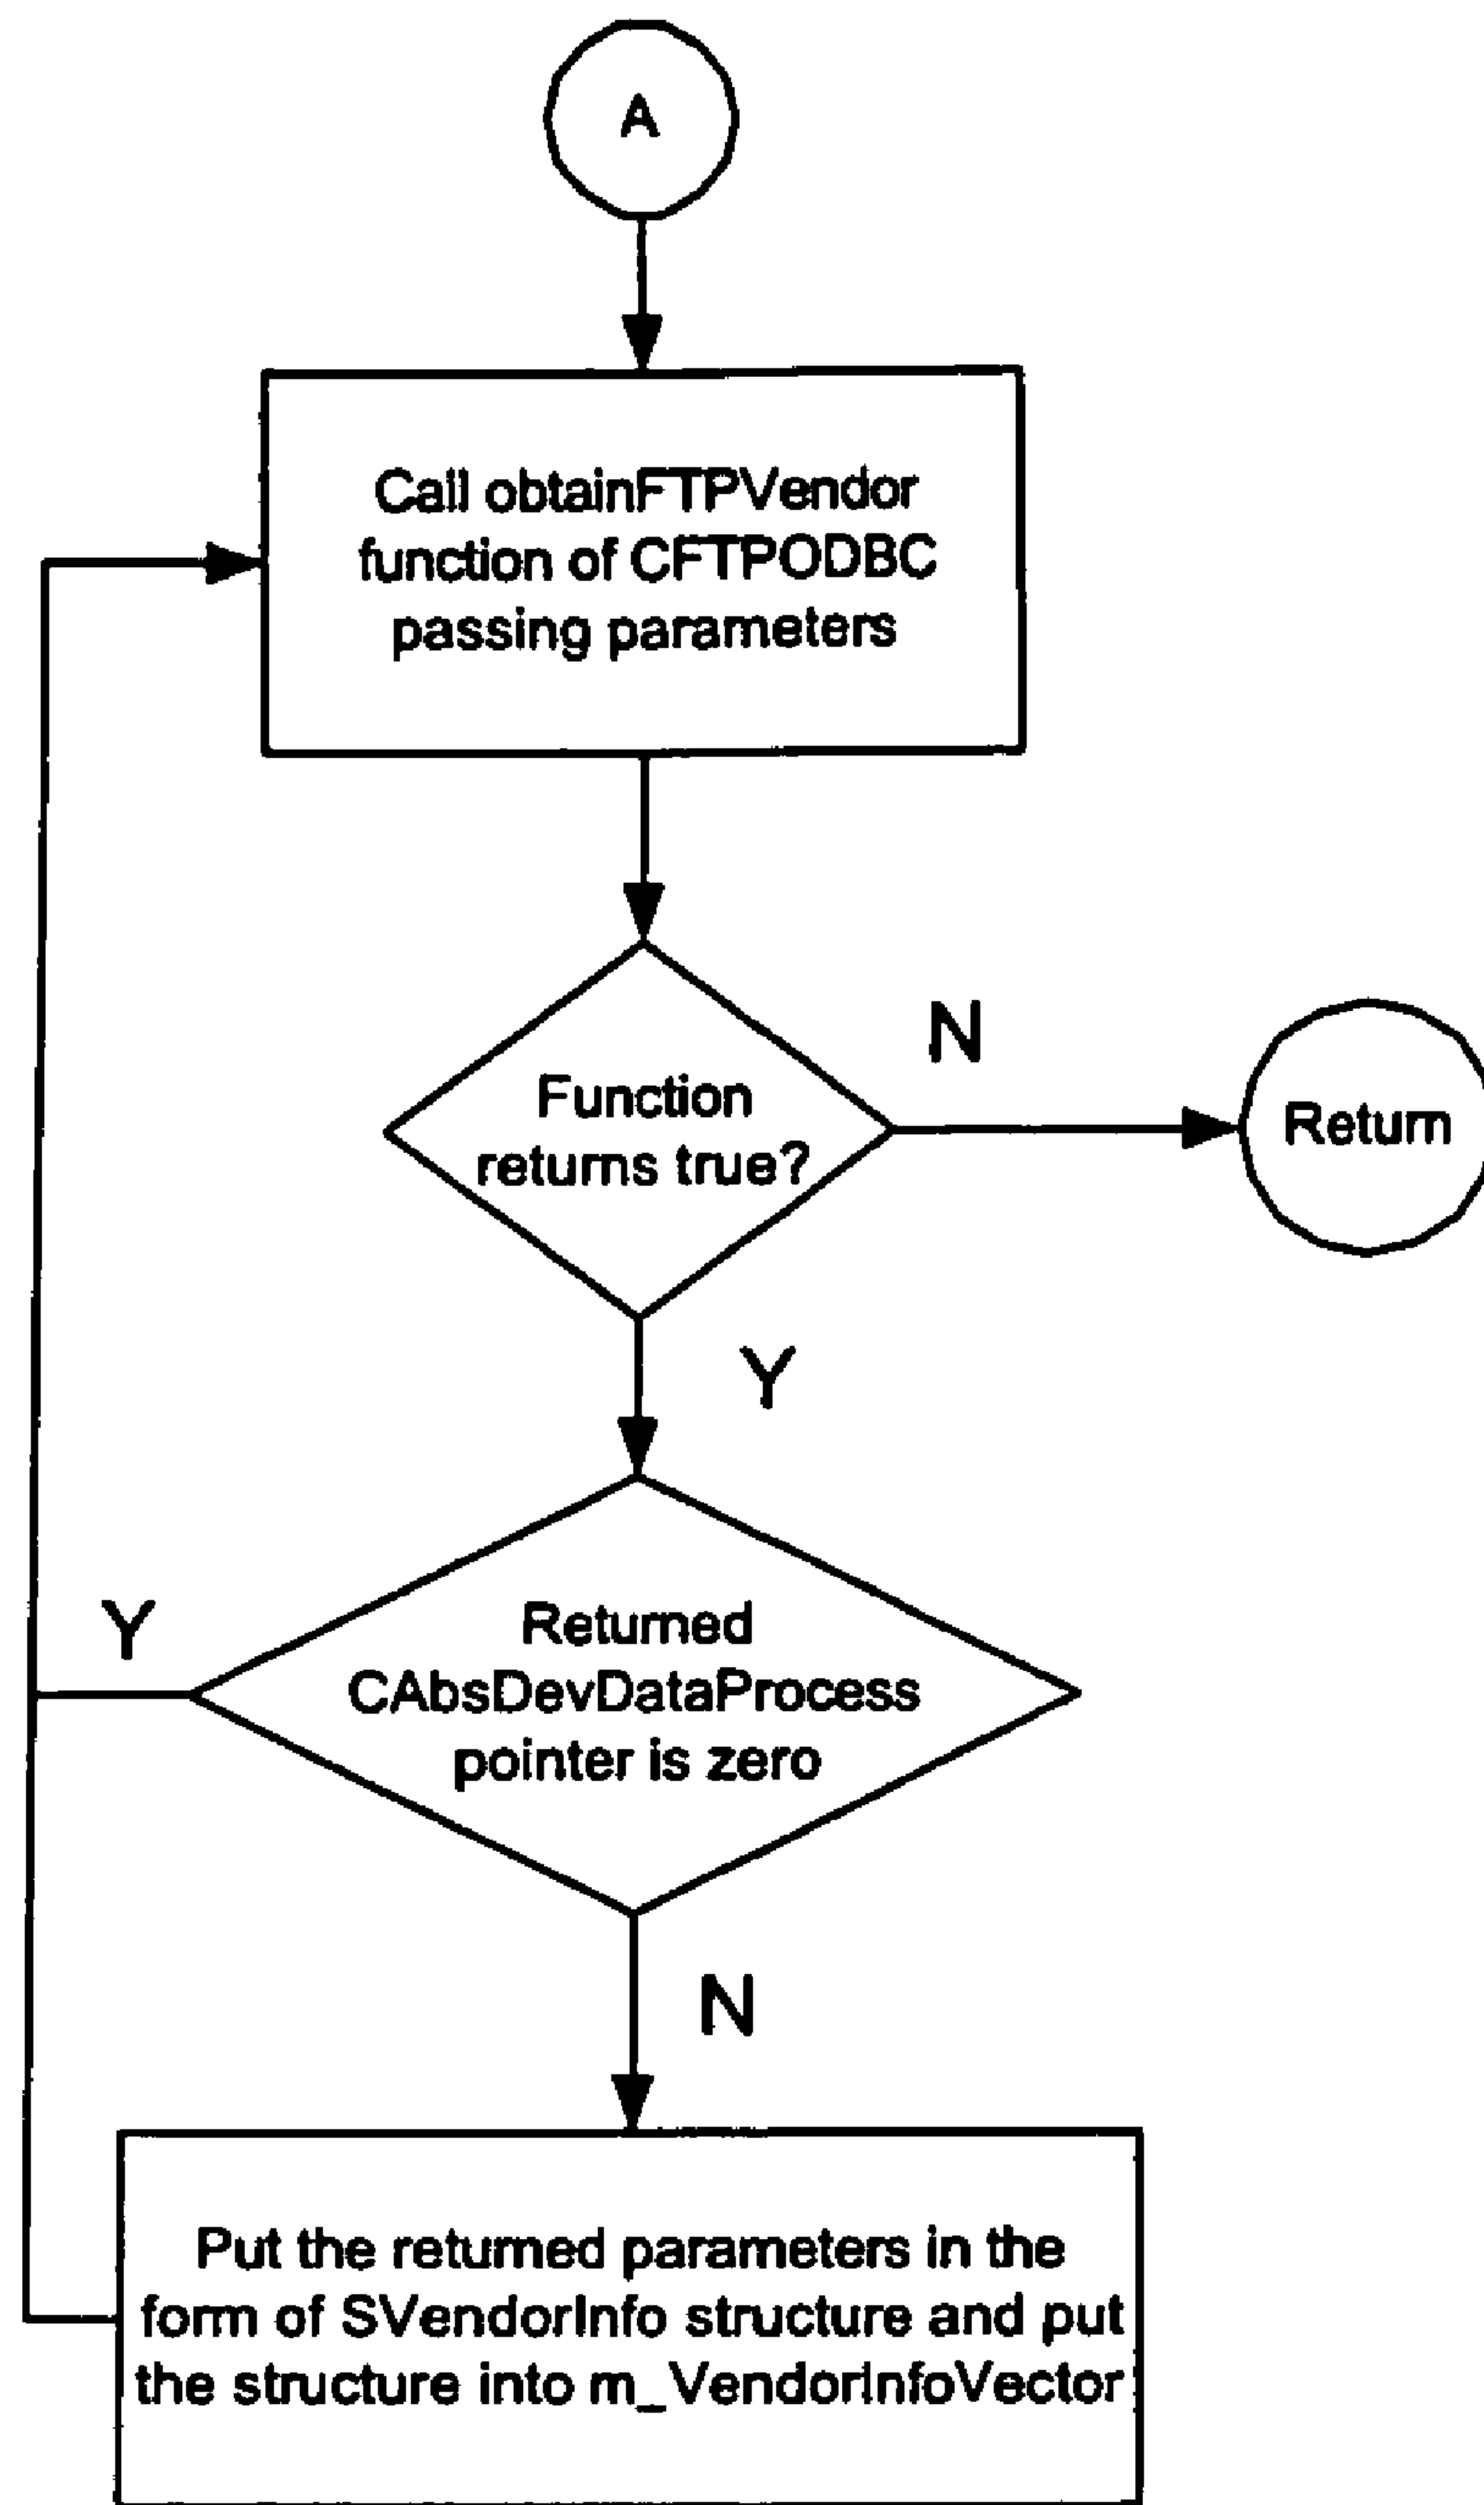 A
Call obtainFTPVendor
function of CFTPODBC
passing parameters
N
Function
returns true?
Return
Y
Y
Returned
CAbsDevDataProcess
pointer is zero
N
Put the returned parameters in the
form of SVendorInfo structure and put
the structure into m_VendorInfoVector